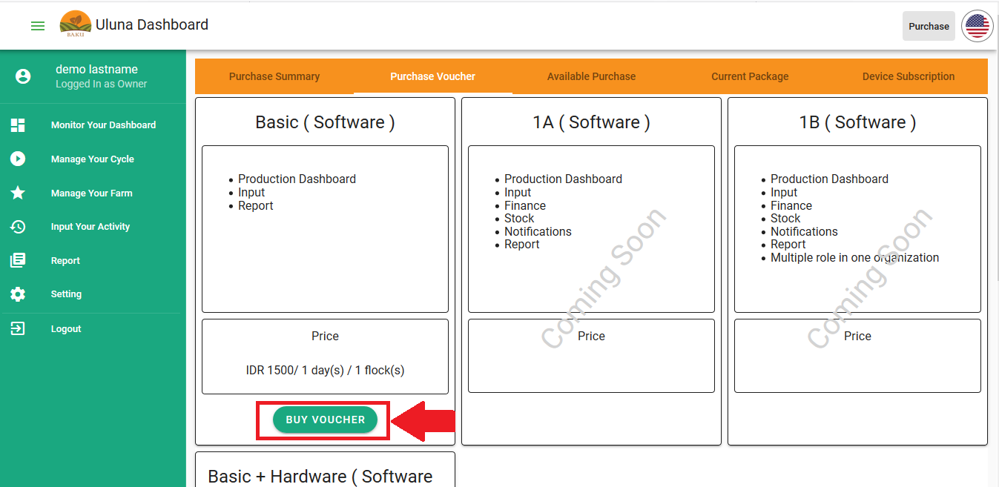 BAKU
Uluna Dashboard
Purchase
demo lastname
Logged In as Owner
Monitor Your Dashboard
Manage Your Cycle
Manage Your Farm
Input Your Activity
Report
Setting
Logout
Purchase Summary
Purchase Voucher
Available Purchase
Current Package
Device Subscription
Basic ( Software )
Production Dashboard
Input
Report
Price
IDR 1500/ 1 day(s) / 1 flock(s)
BUY VOUCHER
1A ( Software )
Production Dashboard
Input
Finance
Stock
Notifications
Report
Coming Soon
Price
1B ( Software )
Production Dashboard
Input
Finance
Stock
Notifications
Report
Multiple role in one organization
Coming Soon
Price
Basic + Hardware ( Software